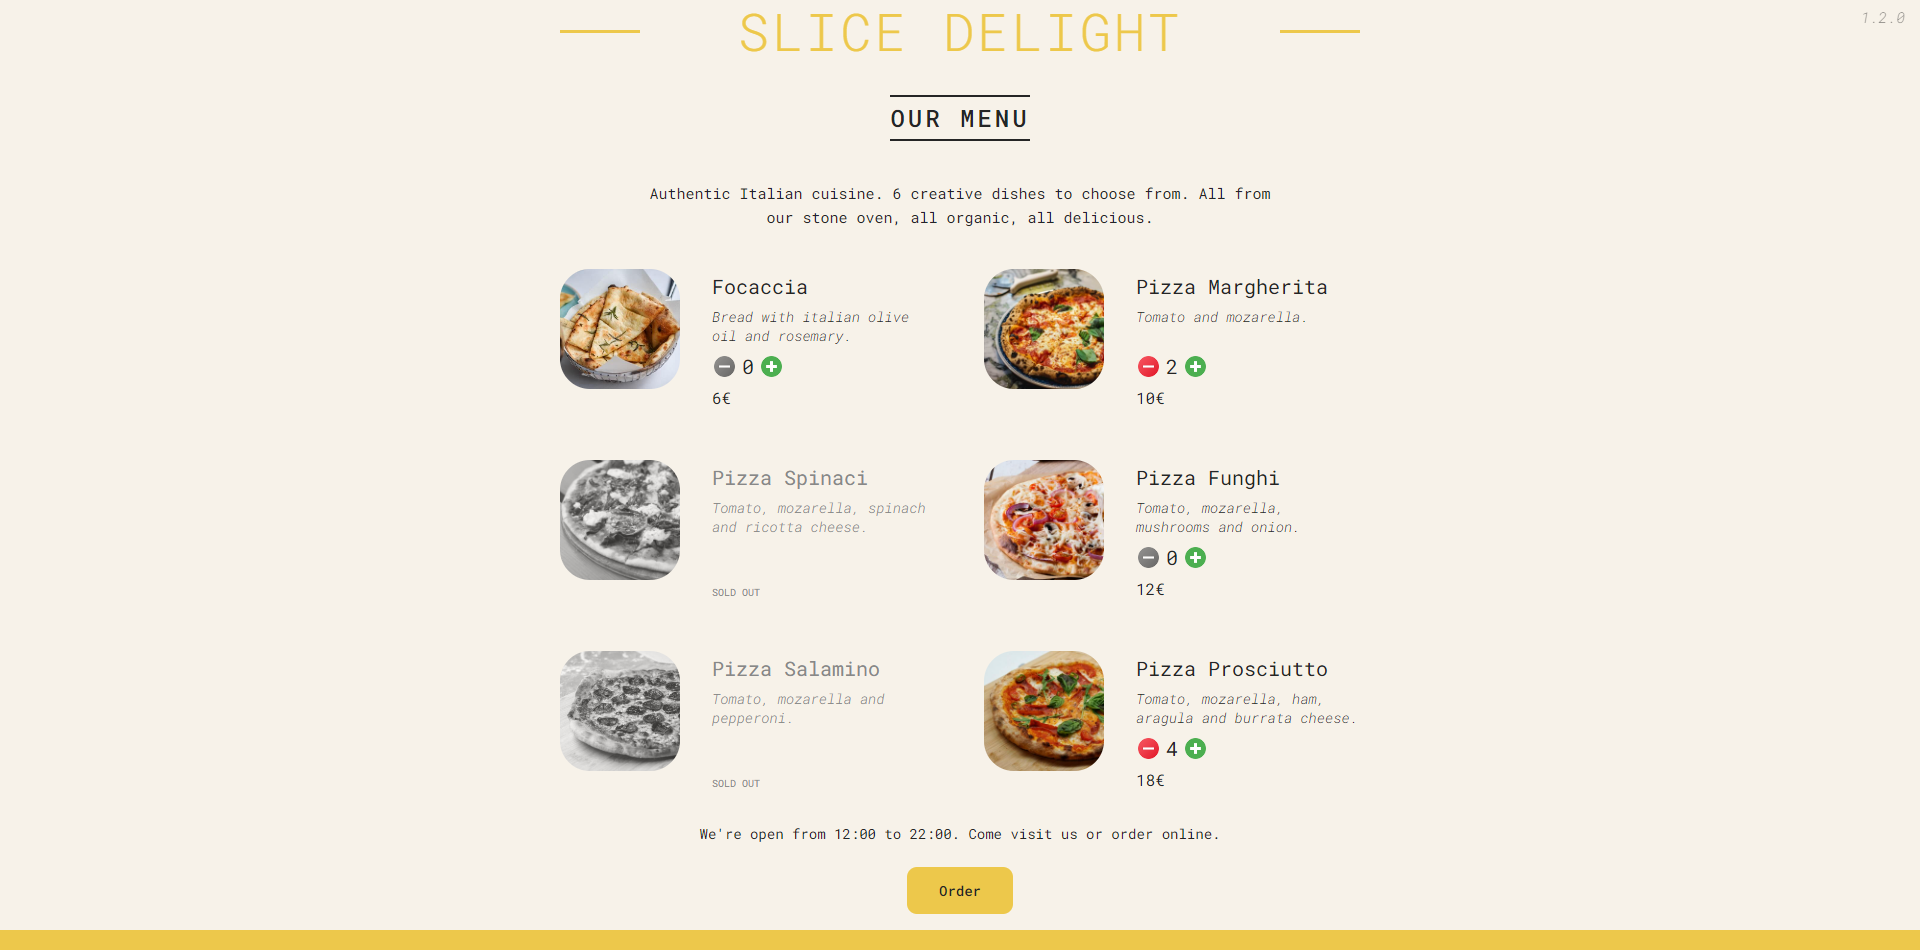 SLICE DELIGHT
1.2.0
OUR MENU
Authentic Italian cuisine. 6 creative dishes to choose from. All from
our stone oven, all organic, all delicious.
Focaccia
Bread with italian olive
oil and rosemary.
0
6€
Pizza Margherita
Tomato and mozarella.
2
10€
Pizza Spinaci
Tomato, mozarella, spinach
and ricotta cheese.
SOLD OUT
Pizza Funghi
Tomato, mozarella,
mushrooms and onion.
0
12€
Pizza Salamino
Tomato, mozarella and
pepperoni.
SOLD OUT
Pizza Prosciutto
Tomato, mozarella, ham,
aragula and burrata cheese.
4
18€
We're open from 12:00 to 22:00. Come visit us or order online.
Order